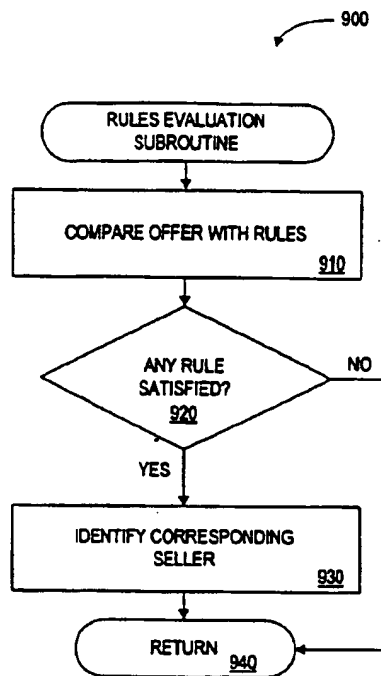 900
RULES EVALUATION
SUBROUTINE
COMPARE OFFER WITH RULES
910
ANY RULE
SATISFIED?
920
NO
YES
IDENTIFY CORRESPONDING
SELLER
930
RETURN
940